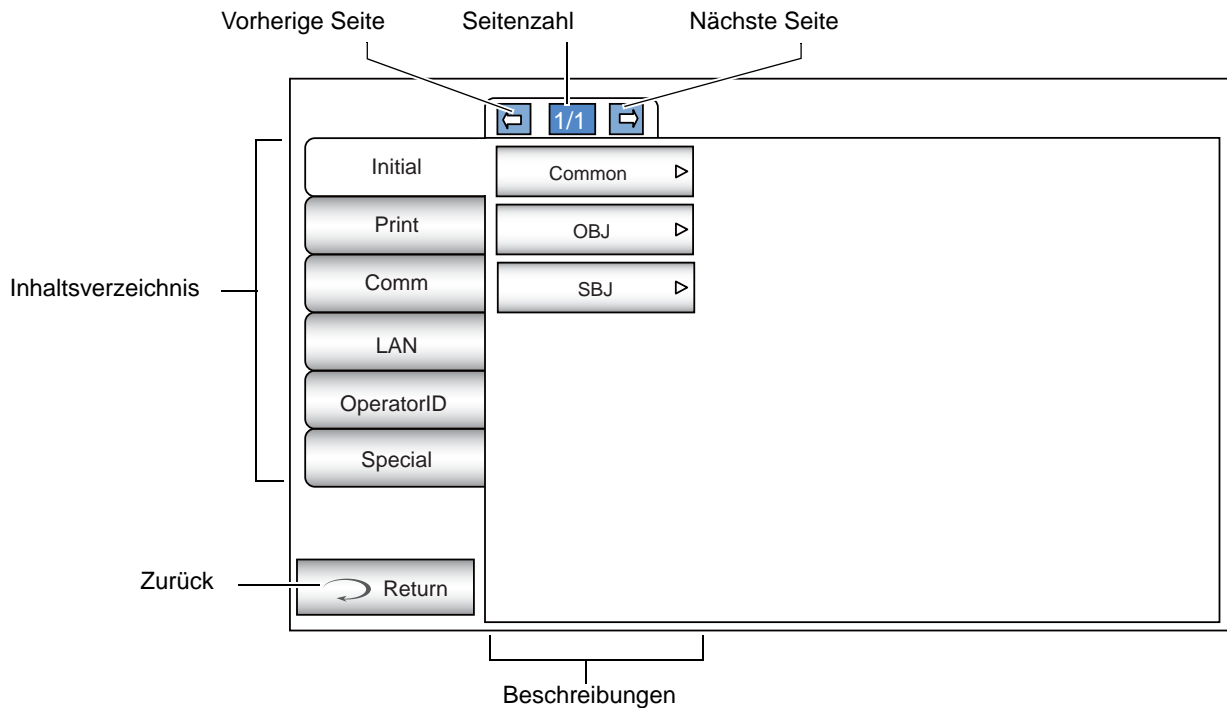 Vorherige Seite
Seitenzahl
Nächste Seite
1/1
Initial
Common
Print
OBJ
Inhaltsverzeichnis
Comm
SBJ
LAN
OperatorID
Special
Zurück
Return
Beschreibungen